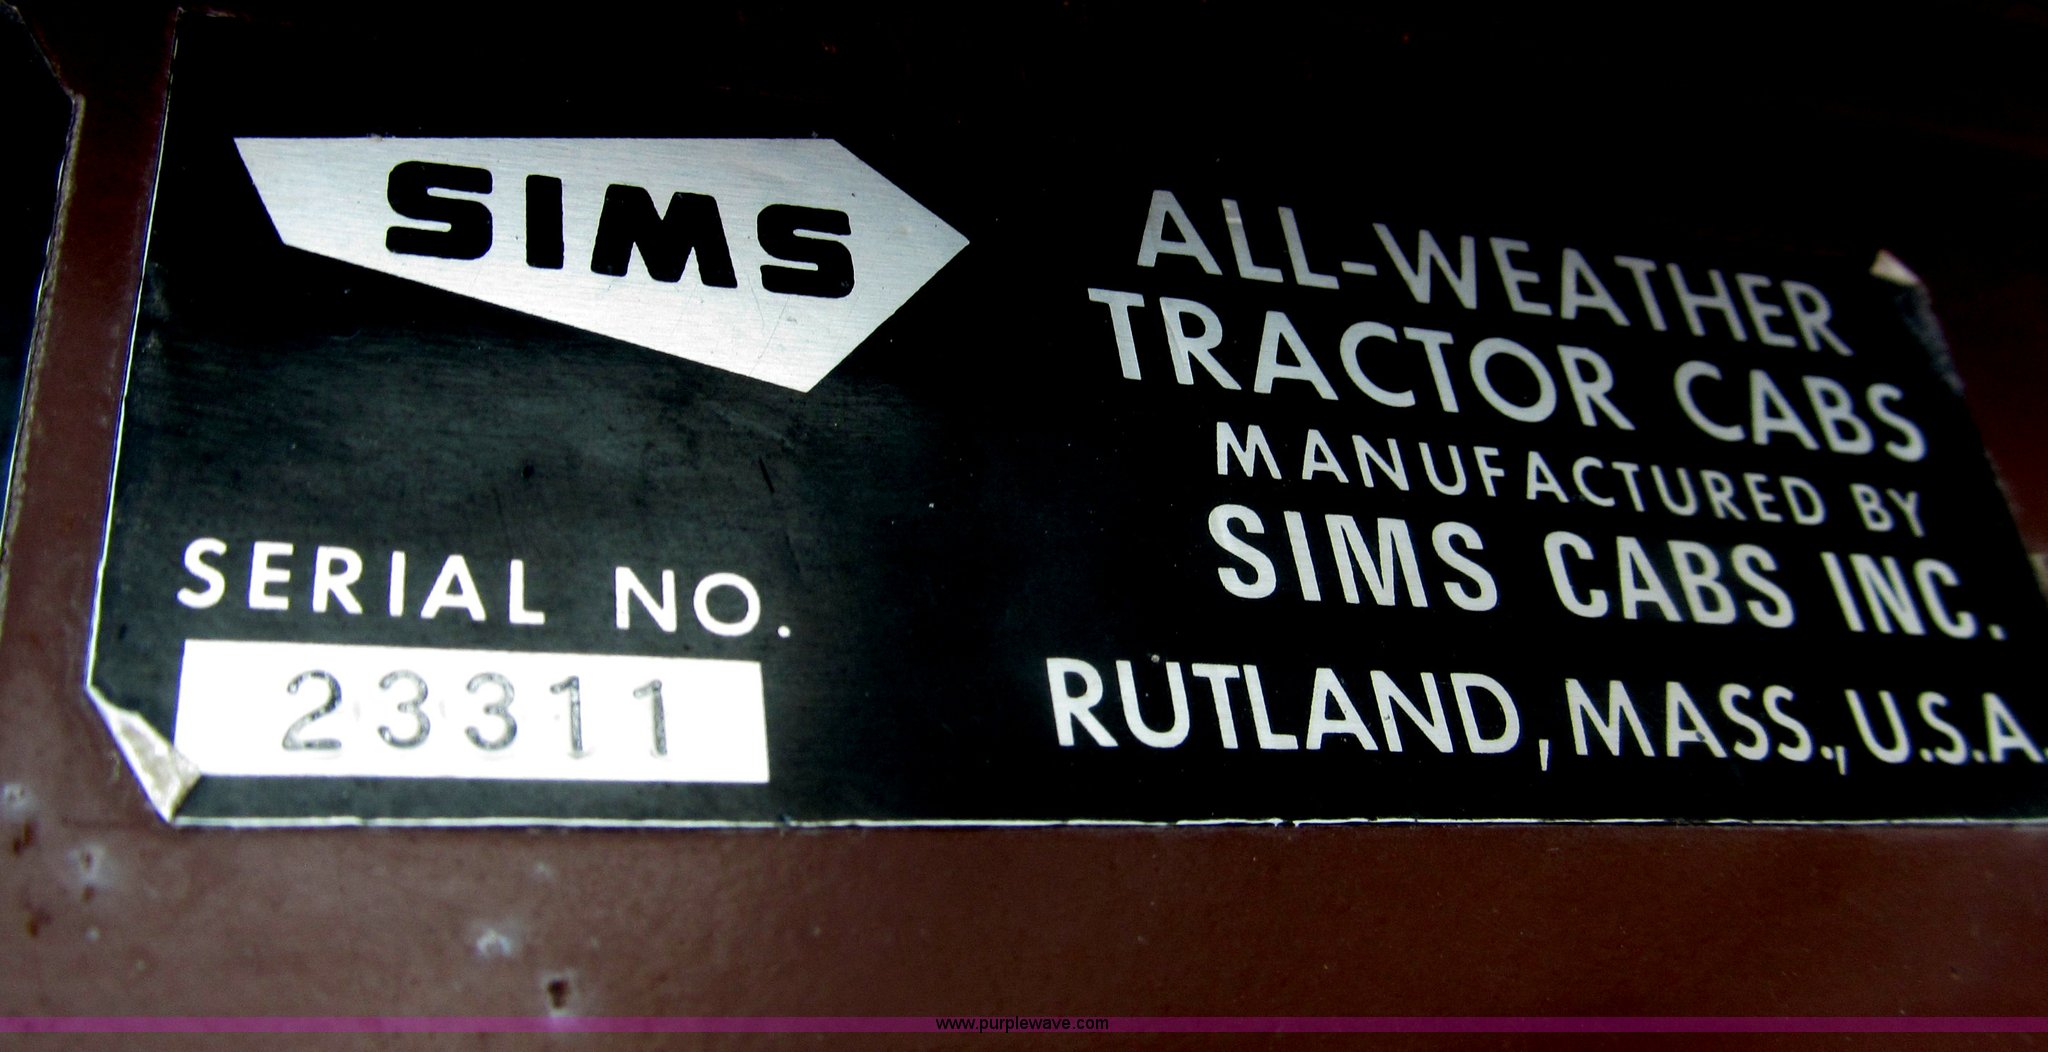 SIMS
ALL-WEATHER
TRACTOR CABS
MANUFACTURED BY
SIMS CABS INC.
RUTLAND, MASS., U.S.A.
SERIAL NO.
23311
www.purplewave.com